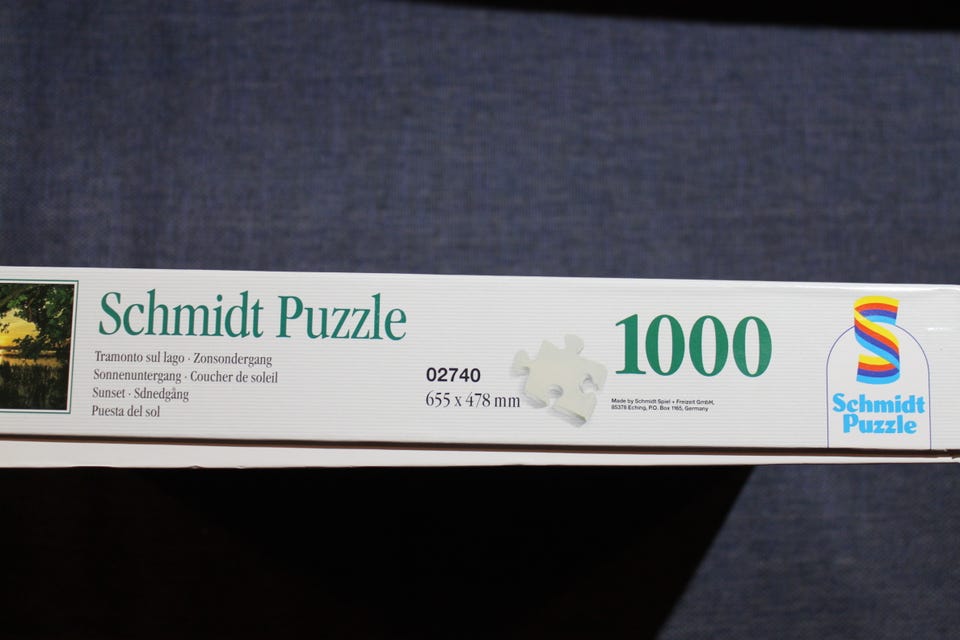 Schmidt Puzzle
Tramonto sul lago · Zonsondergang
Sonnenuntergang · Coucher de soleil
Sunset · Sdnedgång
Puesta del sol
02740
655 x 478 mm
1000
Made by Schmidt Spiel + Freizeit GmbH,
85378 Eching, P.O. Box 1165, Germany
Schmidt
Puzzle